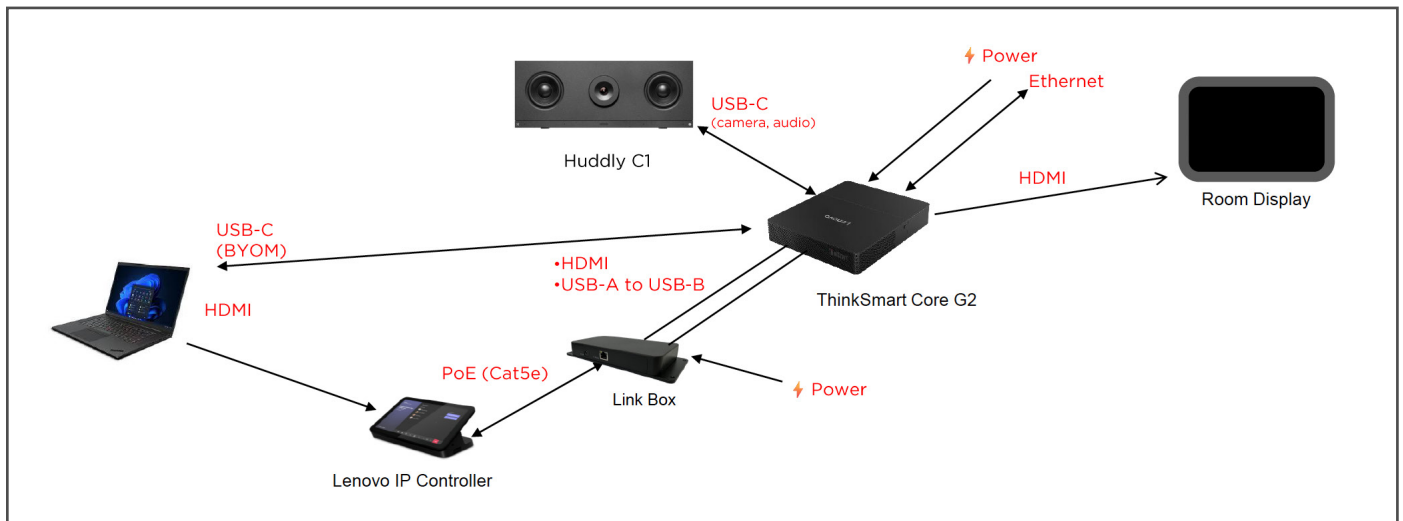 Power
Ethernet
USB-C
(camera, audio)
Huddly C1
HDMI
Room Display
USB-C
(BYOM)
•HDMI
•USB-A to USB-B
ThinkSmart Core G2
HDMI
PoE (Cat5e)
Link Box
Power
Lenovo IP Controller